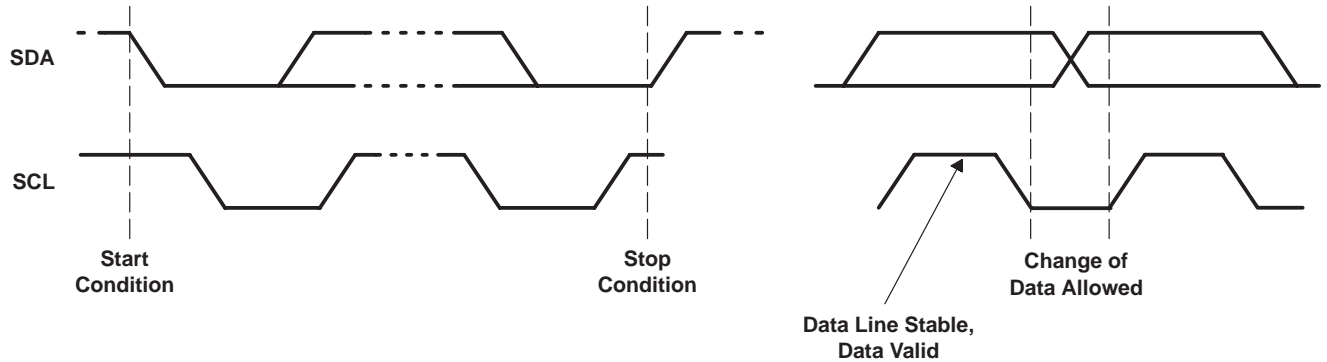 SDA
SCL
Start
Condition
Stop
Condition
Change of
Data Allowed
Data Line Stable,
Data Valid